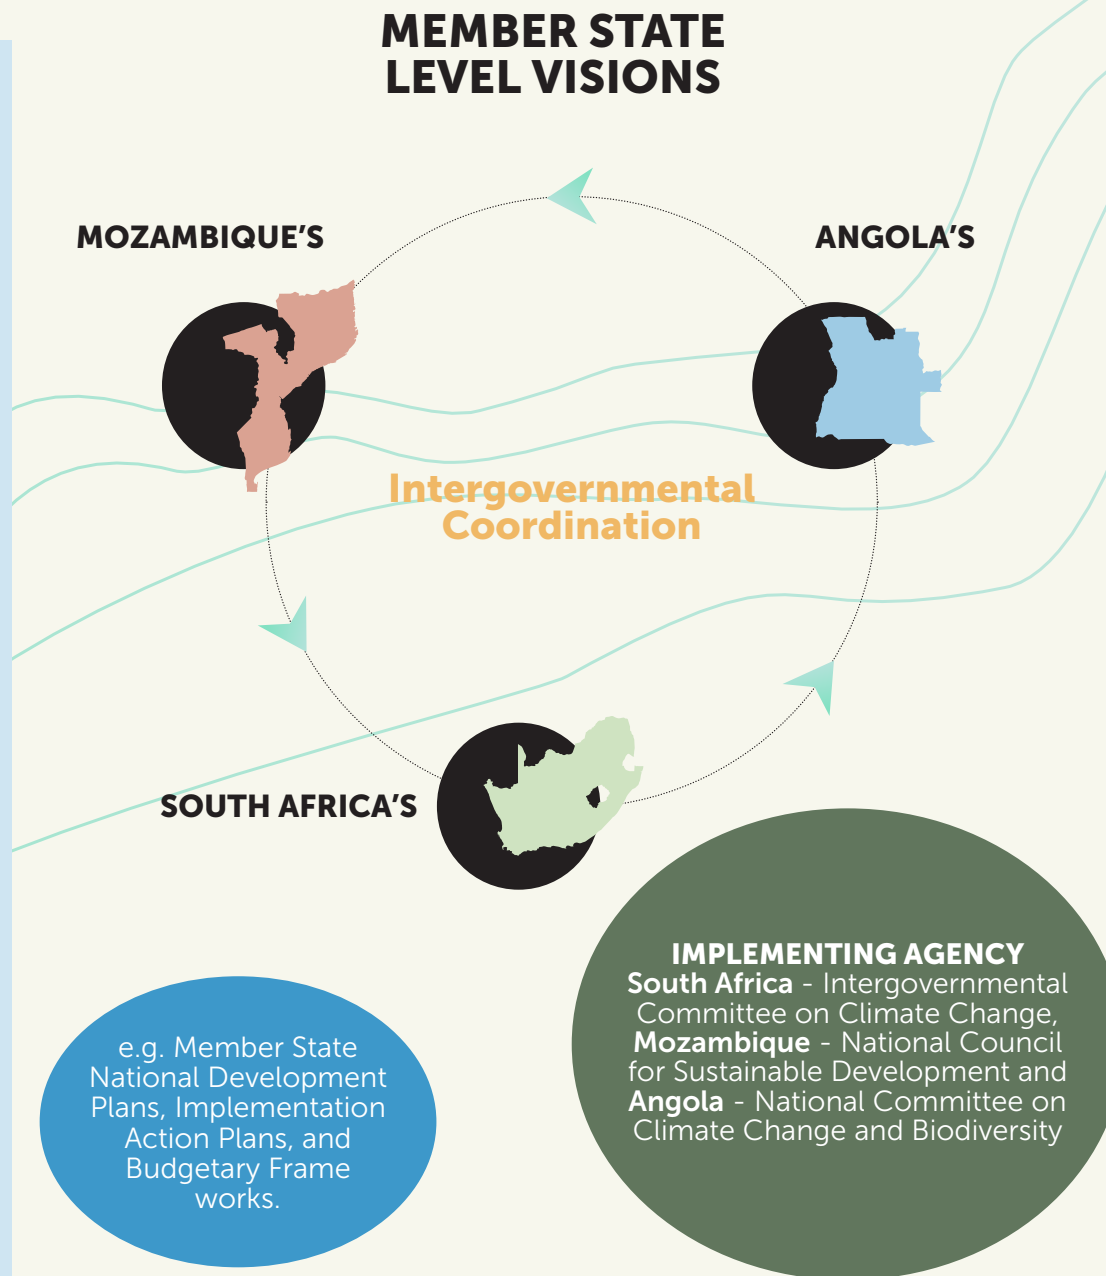 MEMBER STATE
LEVEL VISIONS
MOZAMBIQUE’S
ANGOLA’S
Intergovernmental
Coordination
SOUTH AFRICA’S
e.g. Member State
National Development
Plans, Implementation
Action Plans, and
Budgetary Frame
works.
IMPLEMENTING AGENCY
South Africa - Intergovernmental
Committee on Climate Change,
Mozambique - National Council
for Sustainable Development and
Angola - National Committee on
Climate Change and Biodiversity